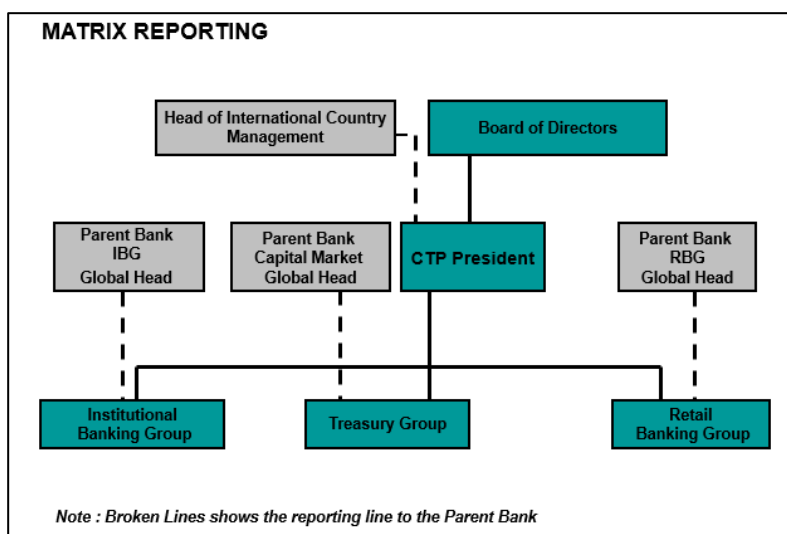 MATRIX REPORTING
Head of International Country
Management
Board of Directors
Parent Bank
IBG
Global Head
Parent Bank
Capital Market
Global Head
CTP President
Parent Bank
RBG
Global Head
Institutional
Banking Group
Treasury Group
Retail
Banking Group
Note : Broken Lines shows the reporting line to the Parent Bank